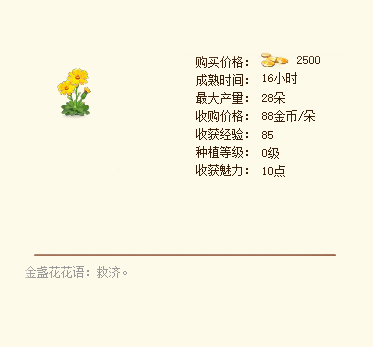 购买价格： 2500
成熟时间： 16小时
最大产量： 28朵
收购价格： 88金币/朵
收获经验： 85
种植等级： 0级
收获魅力： 10点
金盏花花语：救济。